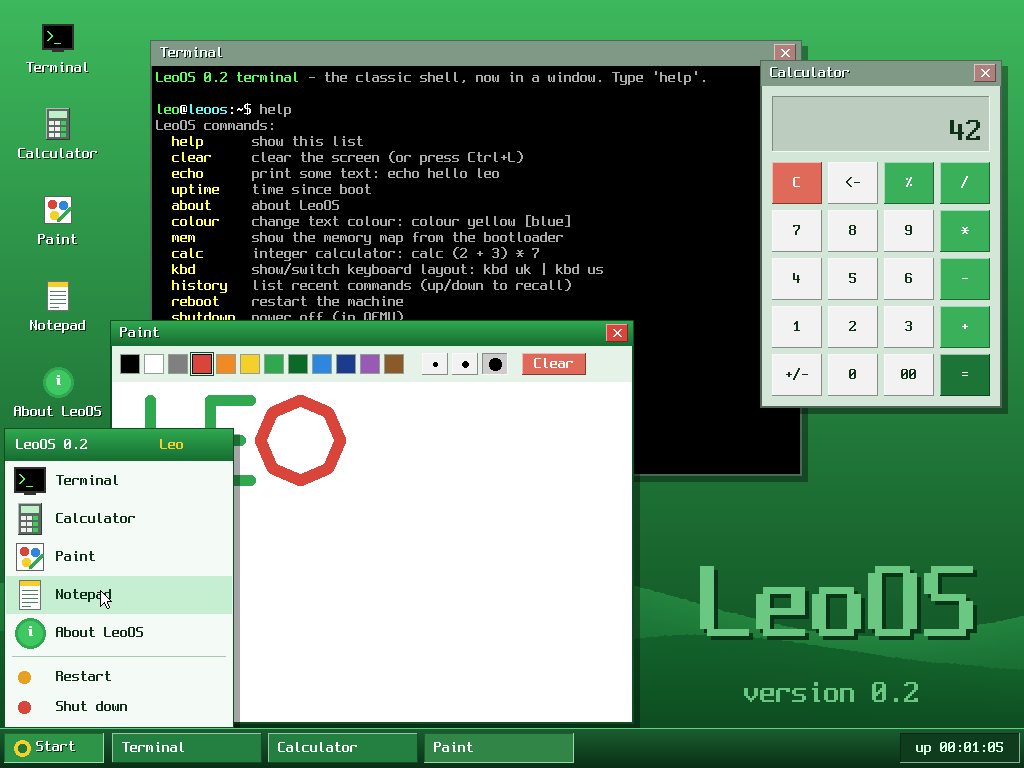 Terminal
Calculator
Paint
Notepad
i
About LeoOS
Terminal
LeoOS 0.2 terminal - the classic shell, now in a window. Type 'help'.
leo@leoos:~$ help
LeoOS commands:
help show this list
clear clear the screen (or press Ctrl+L)
echo print some text: echo hello leo
uptime time since boot
about about LeoOS
colour change text colour: colour yellow [blue]
mem show the memory map from the bootloader
calc integer calculator: calc (2 + 3) * 7
kbd show/switch keyboard layout: kbd uk | kbd us
history list recent commands (up/down to recall)
reboot restart the machine
shutdown power off (in QEMU)
Calculator
42
C <- % /
7 8 9 *
4 5 6 -
1 2 3 +
+/- 0 00 =
Paint
Clear
LEO
LeoOS 0.2 Leo
Terminal
Calculator
Paint
Notepad
i
About LeoOS
Restart
Shut down
LeoOS
version 0.2
Start Terminal Calculator Paint up 00:01:05